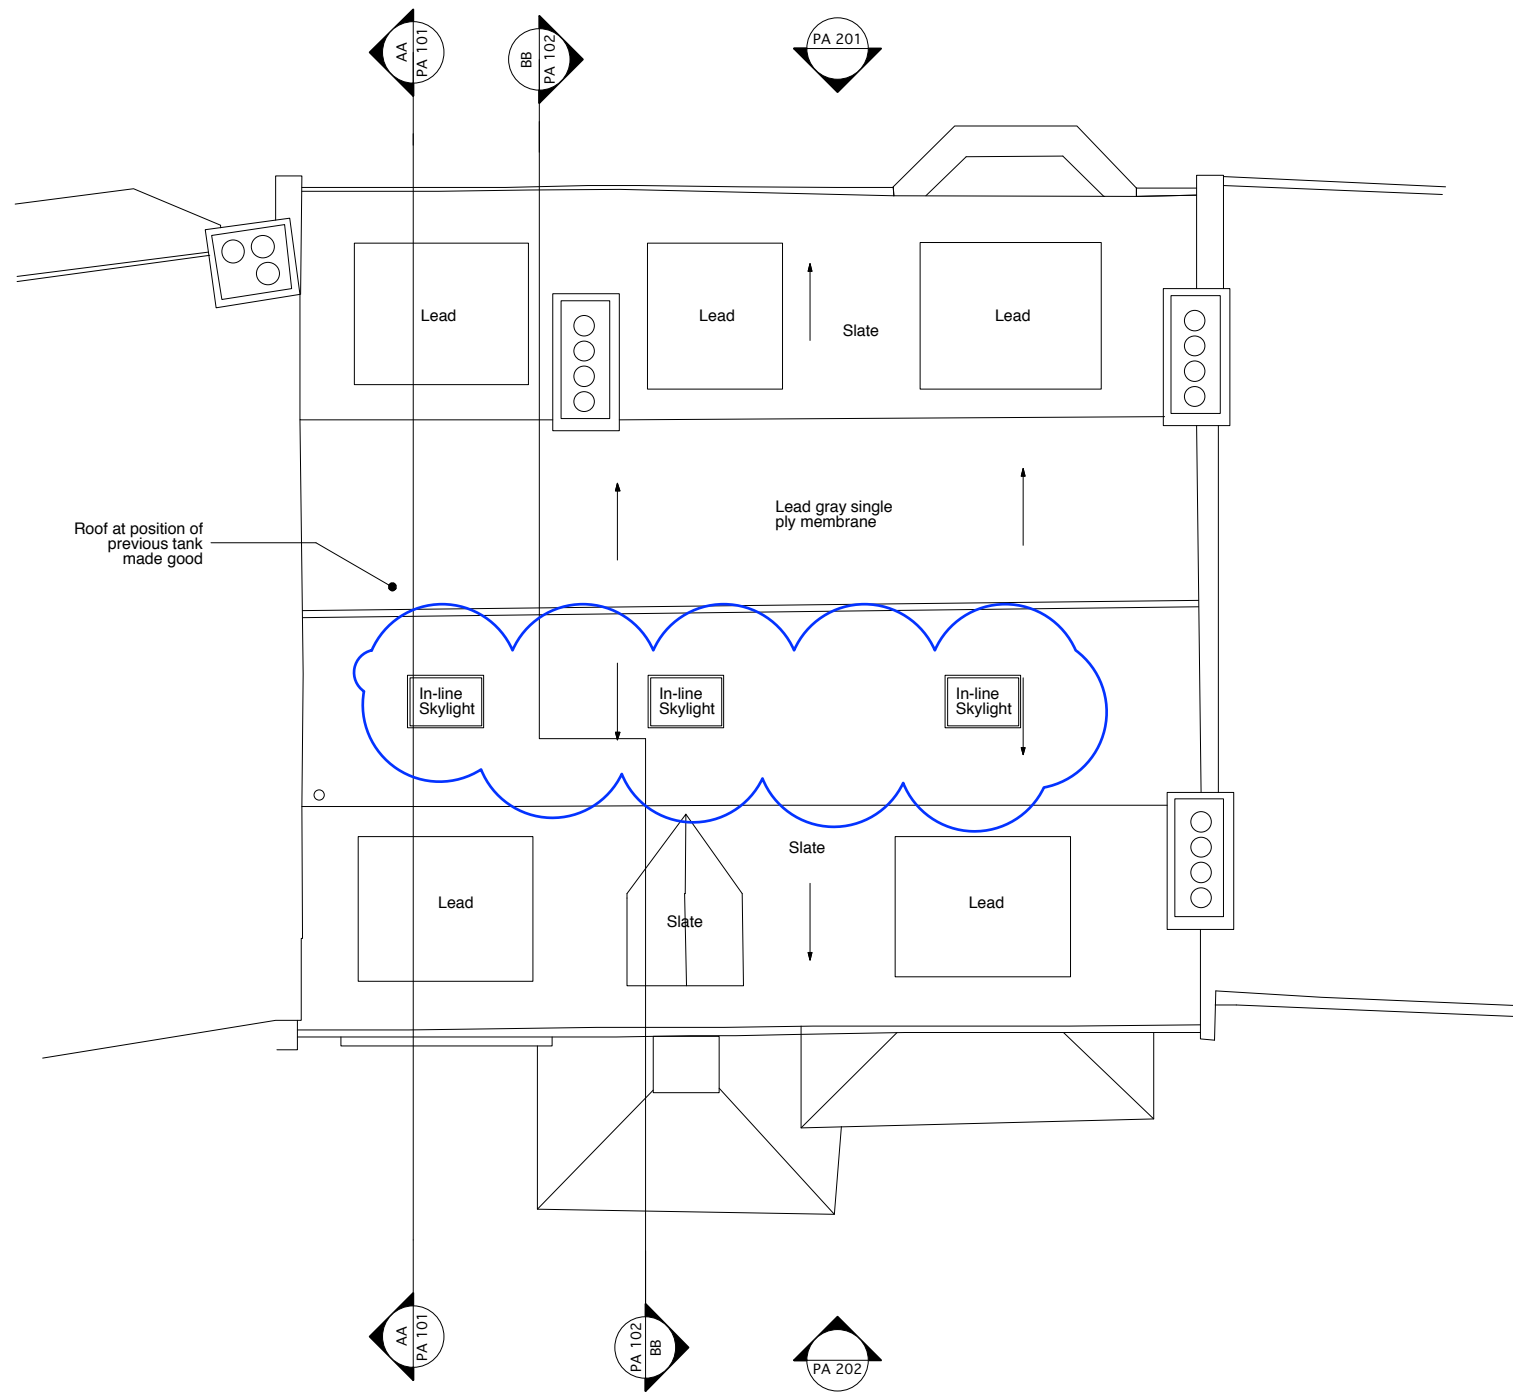 AA
PA 101
BB
PA 102
PA 201
Lead
Lead
Slate
Lead
Lead gray single
ply membrane
Roof at position of
previous tank
made good
In-line
Skylight
In-line
Skylight
In-line
Skylight
Slate
Lead
Slate
Lead
AA
PA 101
PA 102
BB
PA 202